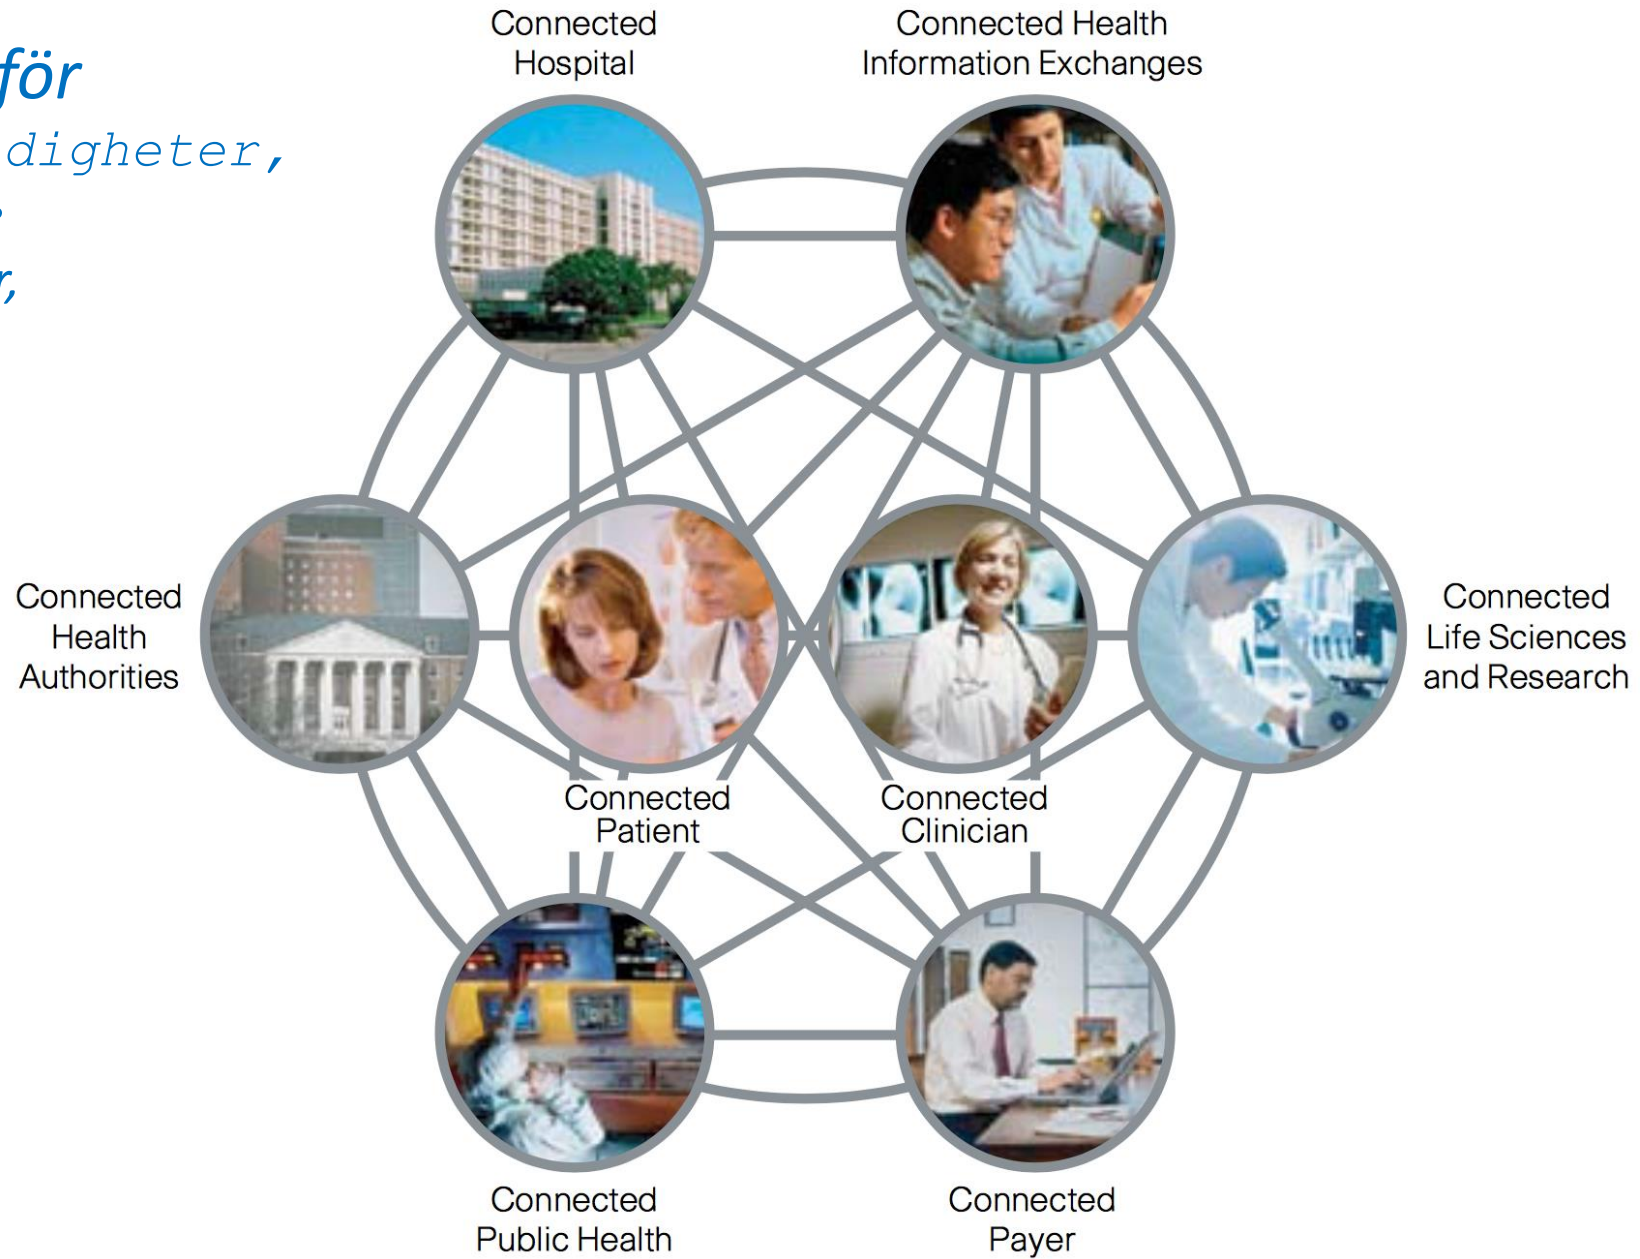 för
digheter,
r,
Connected
Hospital
Connected Health
Information Exchanges
Connected
Health
Authorities
Connected
Life Sciences
and Research
Connected
Patient
Connected
Clinician
Connected
Public Health
Connected
Payer